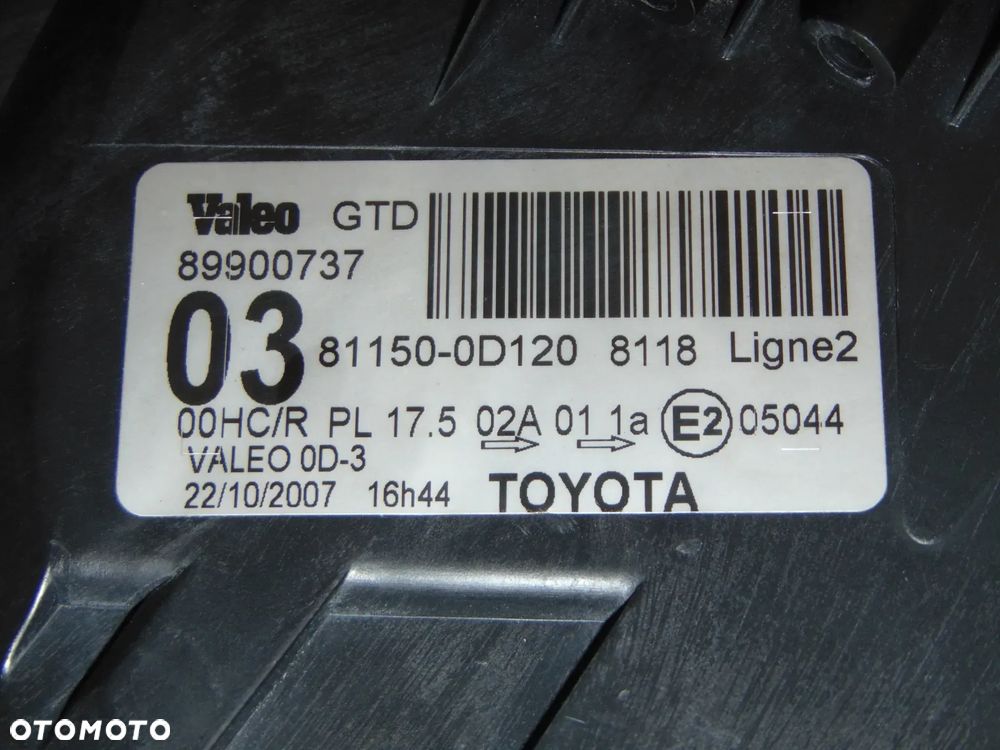 Valeo GTD
89900737
03 81150-0D120 8118 Ligne2
00HC/R PL 17.5 02A 01 1a E2 05044
VALEO 0D-3
22/10/2007 16h44 TOYOTA
OTOMOTO